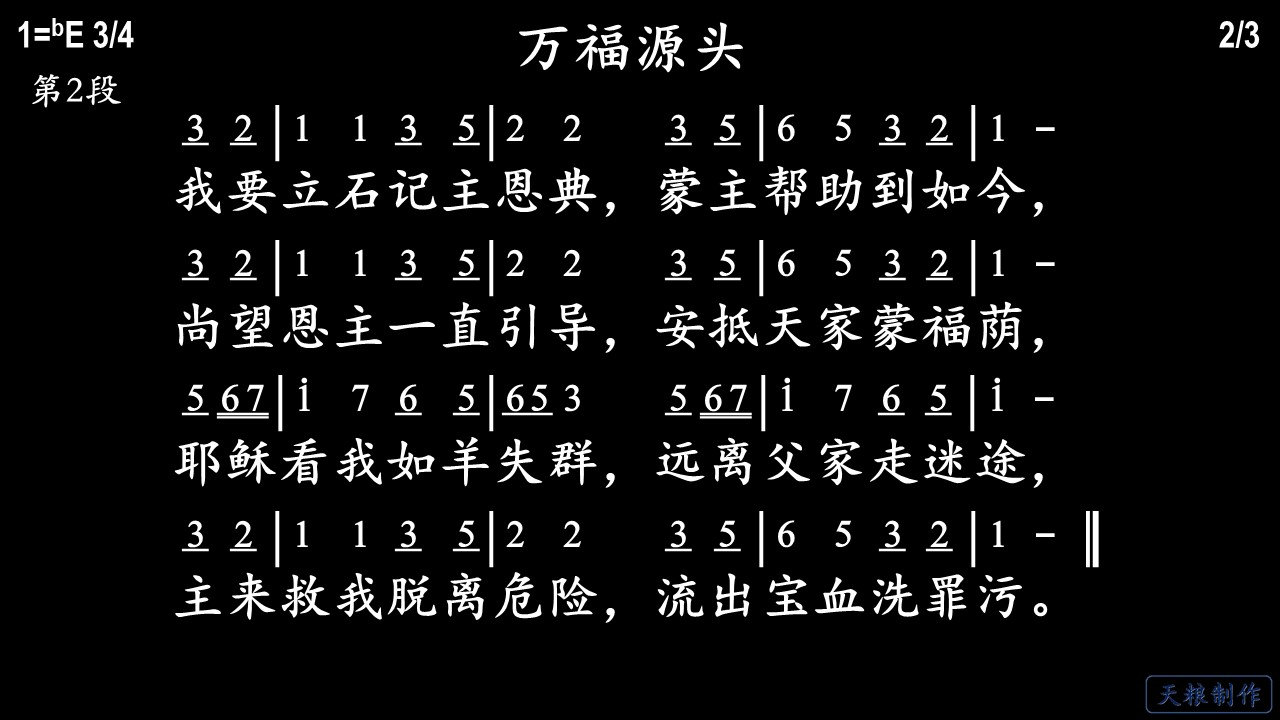 1=ᵇE 3/4
万福源头
2/3
第2段
3 2 | 1 1 3 5 | 2 2 3 5 | 6 5 3 2 | 1 －
我要立石记主恩典，蒙主帮助到如今，
3 2 | 1 1 3 5 | 2 2 3 5 | 6 5 3 2 | 1 －
尚望恩主一直引导，安抵天家蒙福荫，
5 67 | i 7 6 5 | 65 3 5 67 | i 7 6 5 | i －
耶稣看我如羊失群，远离父家走迷途，
3 2 | 1 1 3 5 | 2 2 3 5 | 6 5 3 2 | 1 － ‖
主来救我脱离危险，流出宝血洗罪污。
天粮制作